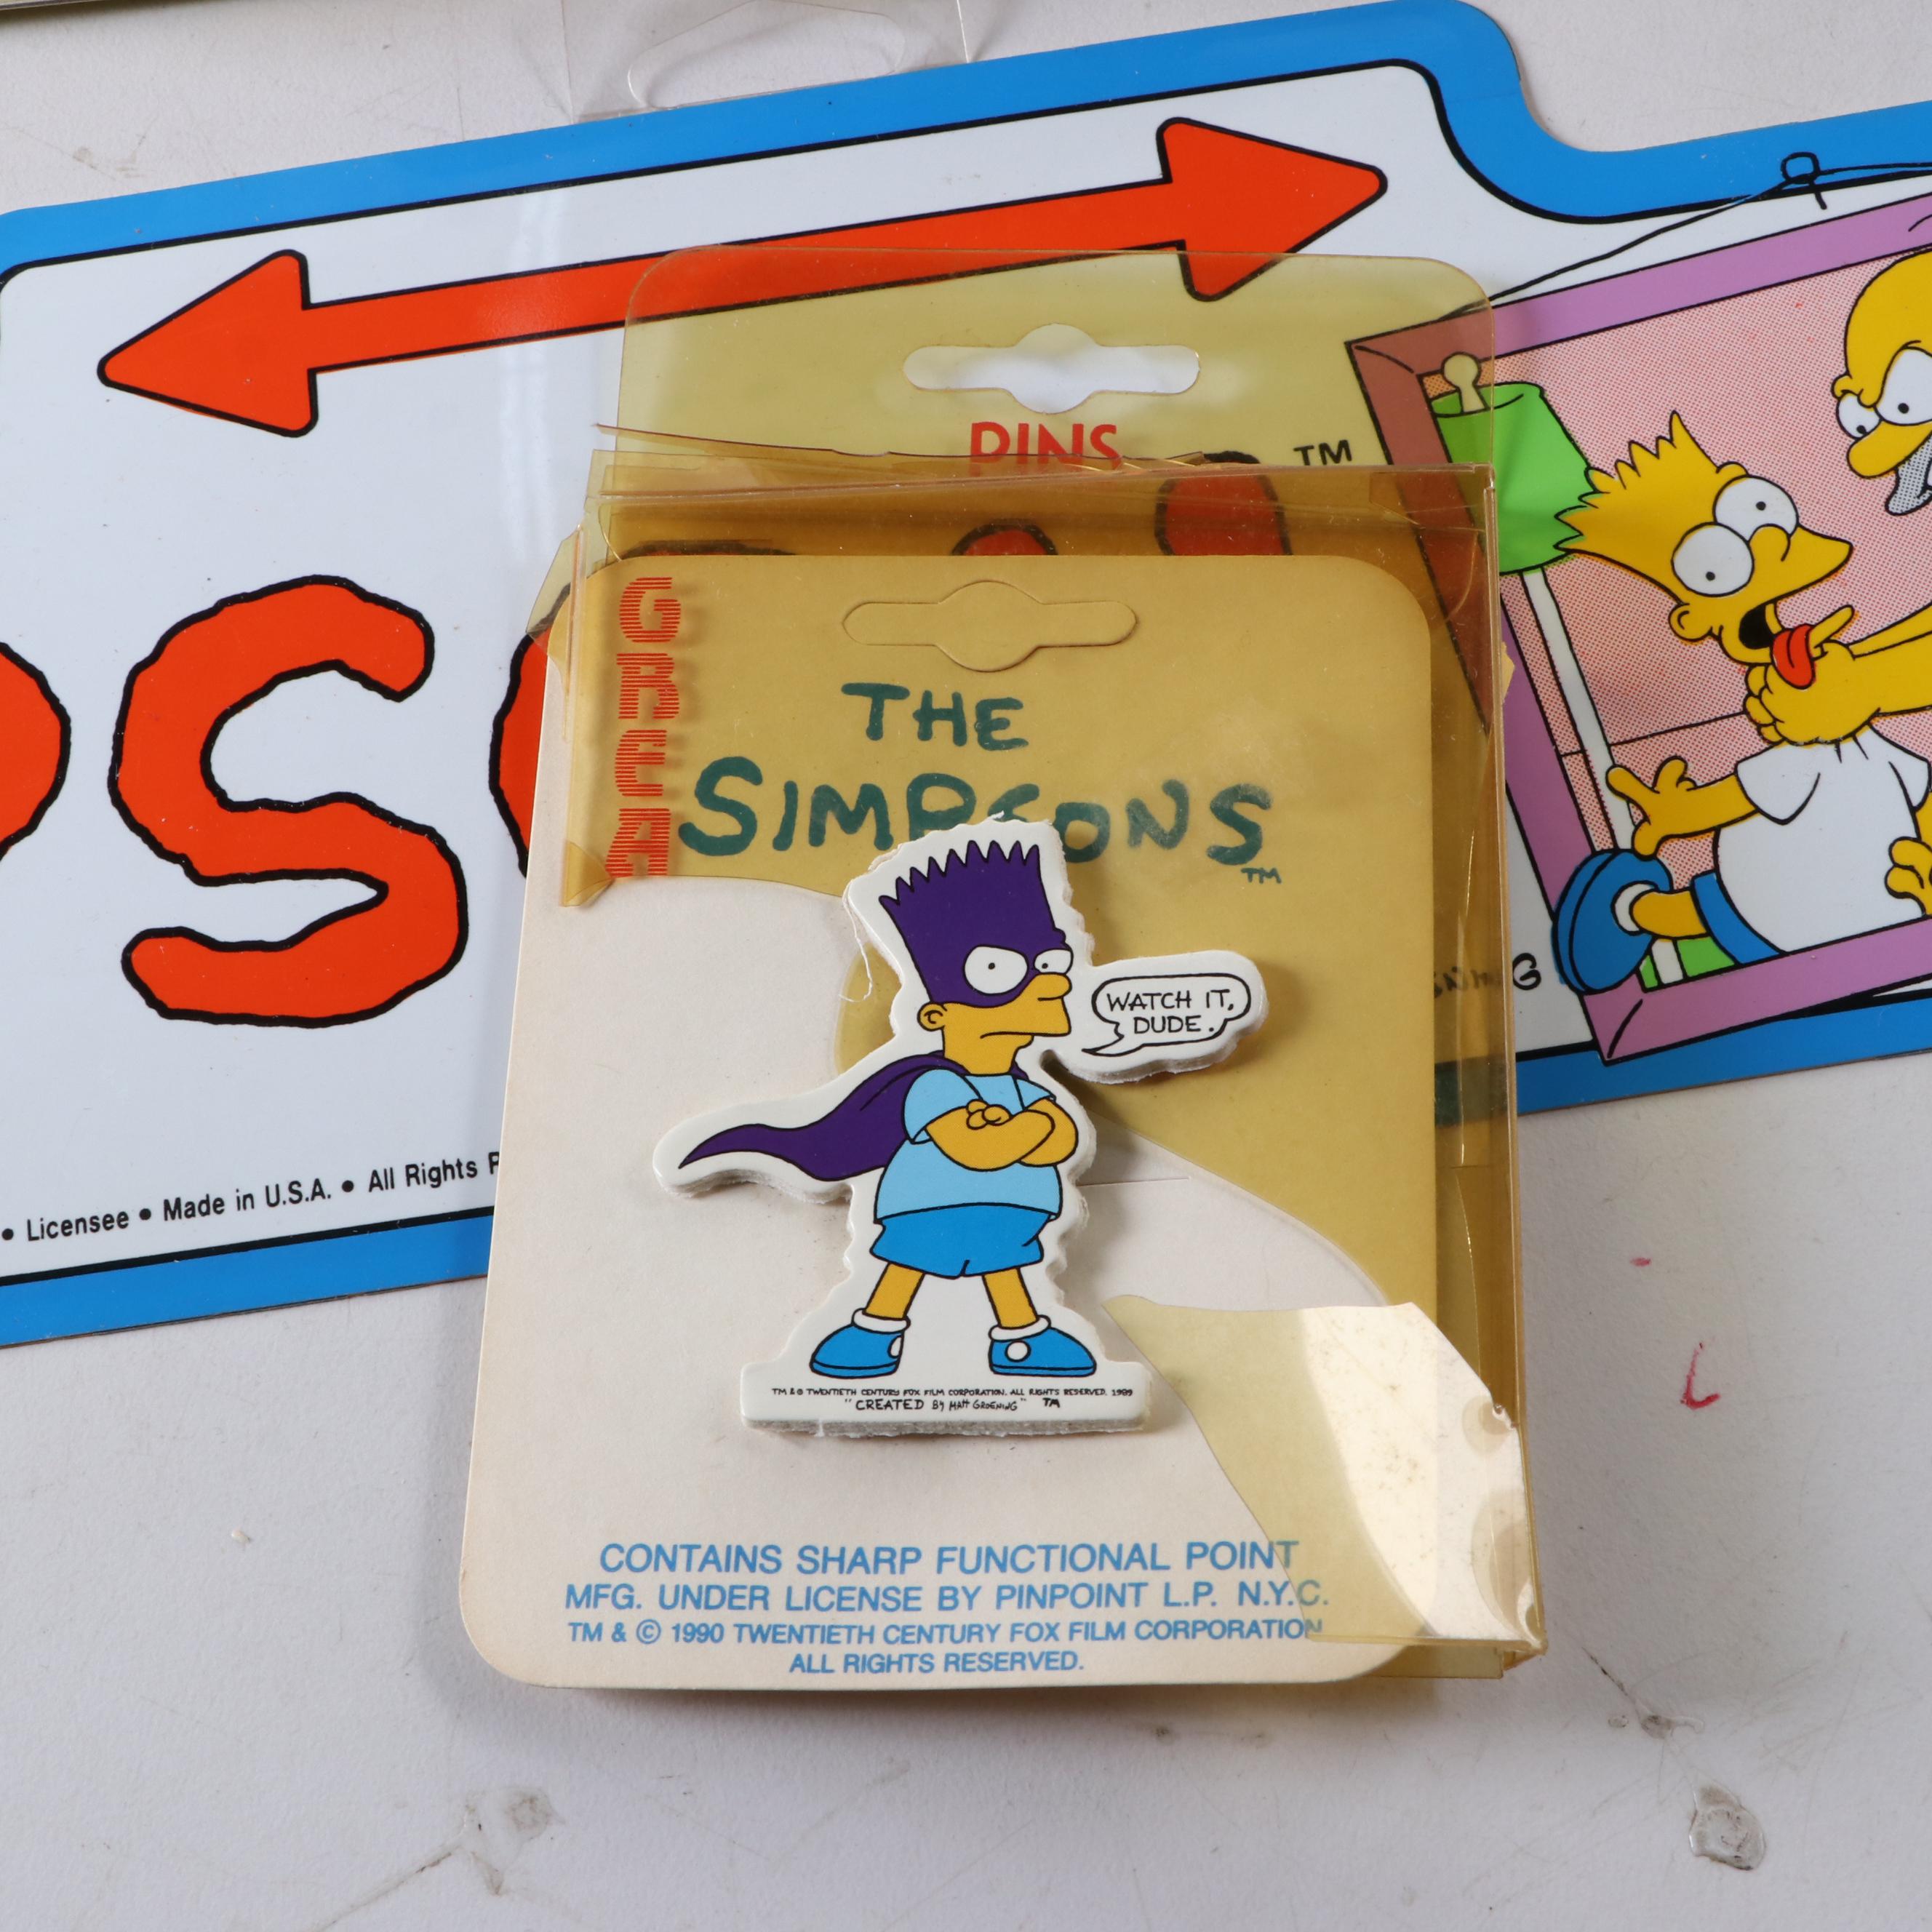 PINS
TM
GREA
THE
SIMPSONS
TM
WATCH IT,
DUDE.
PS
• Licensee • Made in U.S.A. • All Rights
TM & © TWENTIETH CENTURY FOX FILM CORPORATION. ALL RIGHTS RESERVED. 1989
"CREATED BY MATT GROENING" TM
CONTAINS SHARP FUNCTIONAL POINT
MFG. UNDER LICENSE BY PINPOINT L.P. N.Y.C.
TM & © 1990 TWENTIETH CENTURY FOX FILM CORPORATION
ALL RIGHTS RESERVED.